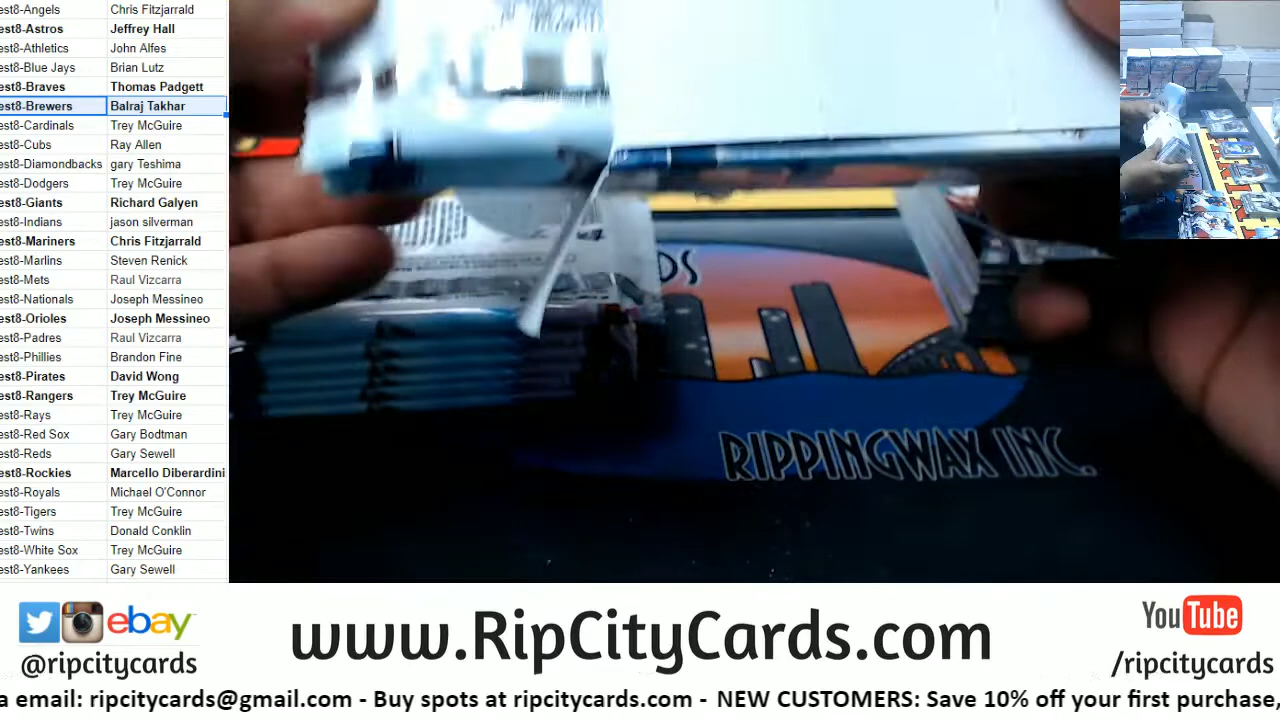 est8-Angels Chris Fitzjarrald
est8-Astros Jeffrey Hall
est8-Athletics John Alfes
est8-Blue Jays Brian Lutz
est8-Braves Thomas Padgett
est8-Brewers Balraj Takhar
est8-Cardinals Trey McGuire
est8-Cubs Ray Allen
est8-Diamondbacks gary Teshima
est8-Dodgers Trey McGuire
est8-Giants Richard Galyen
est8-Indians jason silverman
est8-Mariners Chris Fitzjarrald
est8-Marlins Steven Renick
est8-Mets Raul Vizcarra
est8-Nationals Joseph Messineo
est8-Orioles Joseph Messineo
est8-Padres Raul Vizcarra
est8-Phillies Brandon Fine
est8-Pirates David Wong
est8-Rangers Trey McGuire
est8-Rays Trey McGuire
est8-Red Sox Gary Bodtman
est8-Reds Gary Sewell
est8-Rockies Marcello Diberardini
est8-Royals Michael O'Connor
est8-Tigers Trey McGuire
est8-Twins Donald Conklin
est8-White Sox Trey McGuire
est8-Yankees Gary Sewell
DS
RIPPINGWAX INC.
ebay
@ripcitycards
www.RipCityCards.com
YouTube
/ripcitycards
a email: ripcitycards@gmail.com - Buy spots at ripcitycards.com - NEW CUSTOMERS: Save 10% off your first purchase,